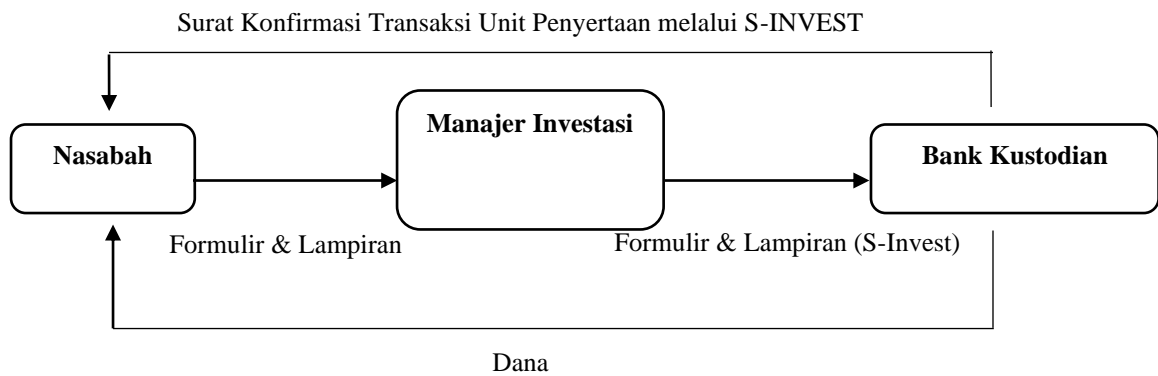 Surat Konfirmasi Transaksi Unit Penyertaan melalui S-INVEST
Manajer Investasi
Nasabah
Bank Kustodian
Formulir & Lampiran
Formulir & Lampiran (S-Invest)
Dana